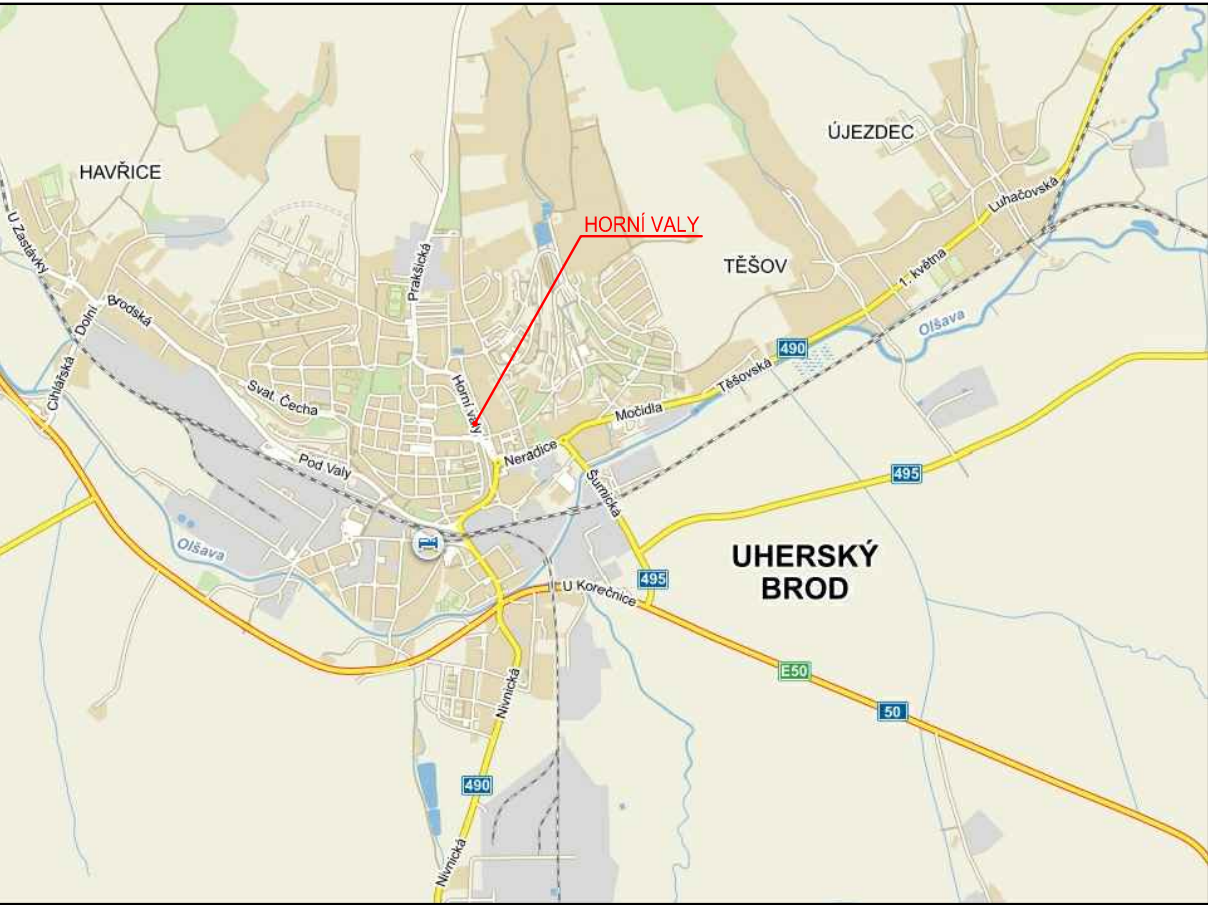 ÚJEZDEC
HAVŘICE
Luhačovská
U Zastávky
HORNÍ VALY
Prakšická
TĚŠOV
1. května
Brodská
Dolní
Olšava
490
Cihlářská
Těšovská
Horní valy
Svat. Čecha
Močidla
Neradice
Pod Valy
495
Šumická
Olšava
UHERSKÝ
BROD
495
U Korečnice
E50
Nivnická
50
490
Nivnická